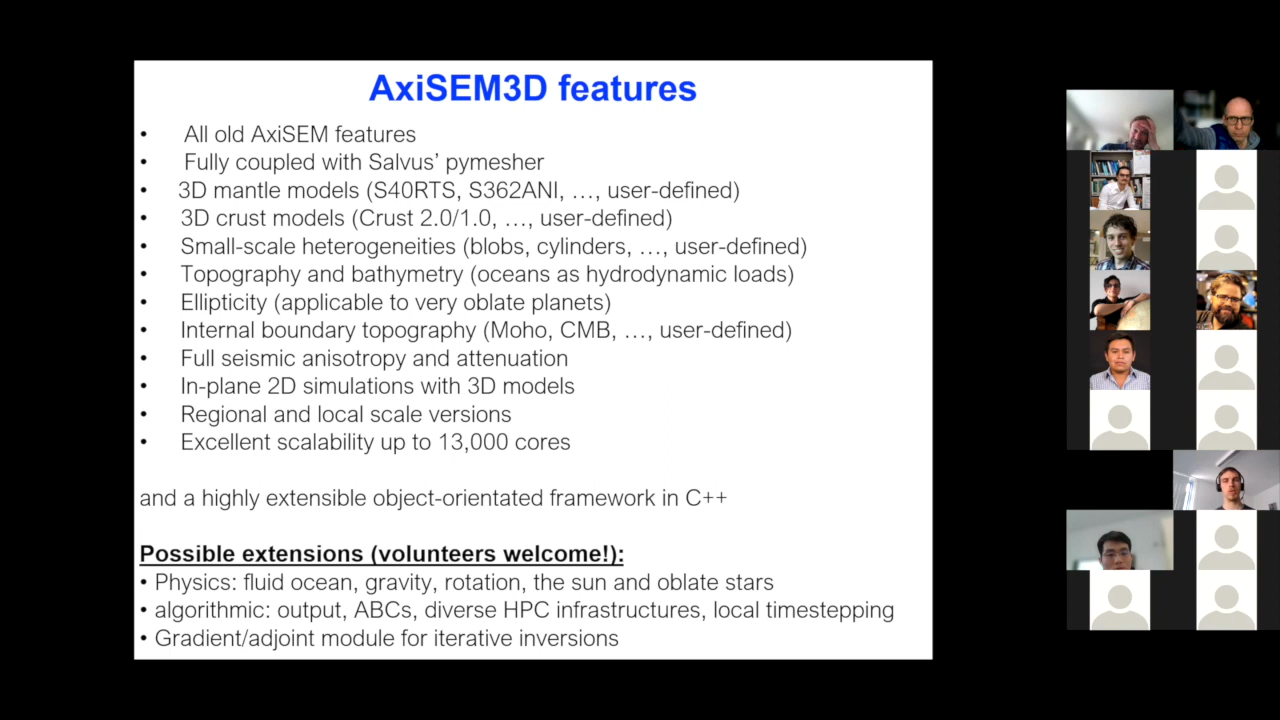 AxiSEM3D features
• All old AxiSEM features
• Fully coupled with Salvus’ pymesher
• 3D mantle models (S40RTS, S362ANI, …, user-defined)
• 3D crust models (Crust 2.0/1.0, …, user-defined)
• Small-scale heterogeneities (blobs, cylinders, …, user-defined)
• Topography and bathymetry (oceans as hydrodynamic loads)
• Ellipticity (applicable to very oblate planets)
• Internal boundary topography (Moho, CMB, …, user-defined)
• Full seismic anisotropy and attenuation
• In-plane 2D simulations with 3D models
• Regional and local scale versions
• Excellent scalability up to 13,000 cores
and a highly extensible object-orientated framework in C++
Possible extensions (volunteers welcome!):
• Physics: fluid ocean, gravity, rotation, the sun and oblate stars
• algorithmic: output, ABCs, diverse HPC infrastructures, local timestepping
• Gradient/adjoint module for iterative inversions